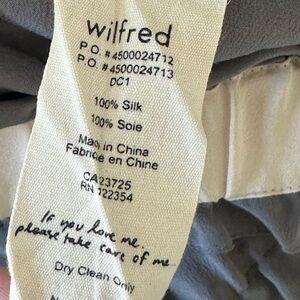 wilfred
P.O. #4500024712
P.O. #4500024713
DC1
100% Silk
100% Soie
Made in China
Fabriqué en Chine
CA23725
RN 122354
If you love me,
please take care of me.
Dry Clean Only